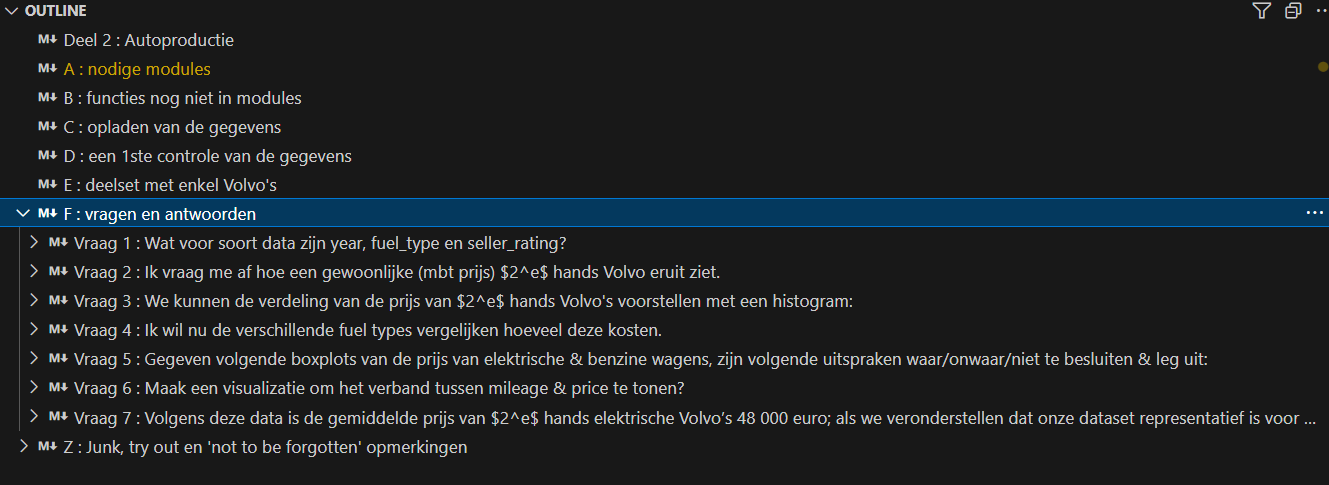 OUTLINE
M↓ Deel 2 : Autoproductie
M↓ A : nodige modules
M↓ B : functies nog niet in modules
M↓ C : opladen van de gegevens
M↓ D : een 1ste controle van de gegevens
M↓ E : deelset met enkel Volvo's
M↓ F : vragen en antwoorden
M↓ Vraag 1 : Wat voor soort data zijn year, fuel_type en seller_rating?
M↓ Vraag 2 : Ik vraag me af hoe een gewoonlijke (mbt prijs) $2^e$ hands Volvo eruit ziet.
M↓ Vraag 3 : We kunnen de verdeling van de prijs van $2^e$ hands Volvo's voorstellen met een histogram:
M↓ Vraag 4 : Ik wil nu de verschillende fuel types vergelijken hoeveel deze kosten.
M↓ Vraag 5 : Gegeven volgende boxplots van de prijs van elektrische & benzine wagens, zijn volgende uitspraken waar/onwaar/niet te besluiten & leg uit:
M↓ Vraag 6 : Maak een visualizatie om het verband tussen mileage & price te tonen?
M↓ Vraag 7 : Volgens deze data is de gemiddelde prijs van $2^e$ hands elektrische Volvo’s 48 000 euro; als we veronderstellen dat onze dataset representatief is voor ...
M↓ Z : Junk, try out en 'not to be forgotten' opmerkingen